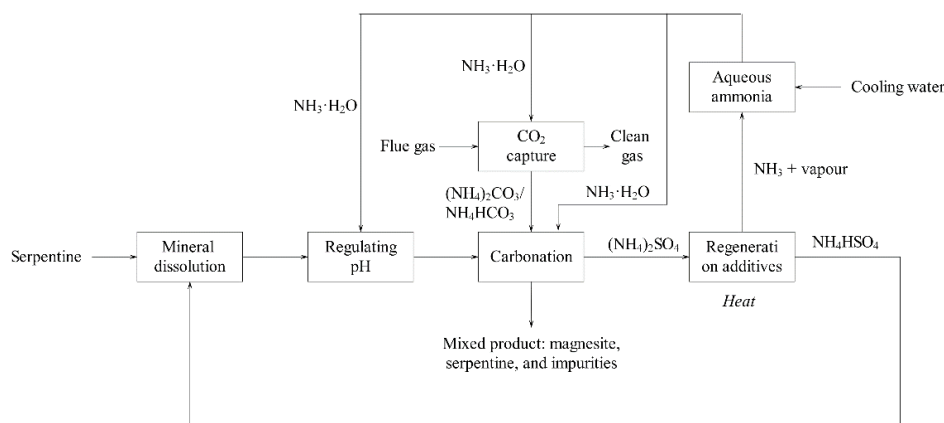 NH₃·H₂O
NH₃·H₂O
Aqueous
ammonia
Cooling water
Flue gas
CO₂
capture
Clean
gas
NH₃ + vapour
(NH₄)₂CO₃/
NH₄HCO₃
NH₃·H₂O
Serpentine
Mineral
dissolution
Regulating
pH
Carbonation
(NH₄)₂SO₄
Regenerati
on additives
NH₄HSO₄
Heat
Mixed product: magnesite,
serpentine, and impurities